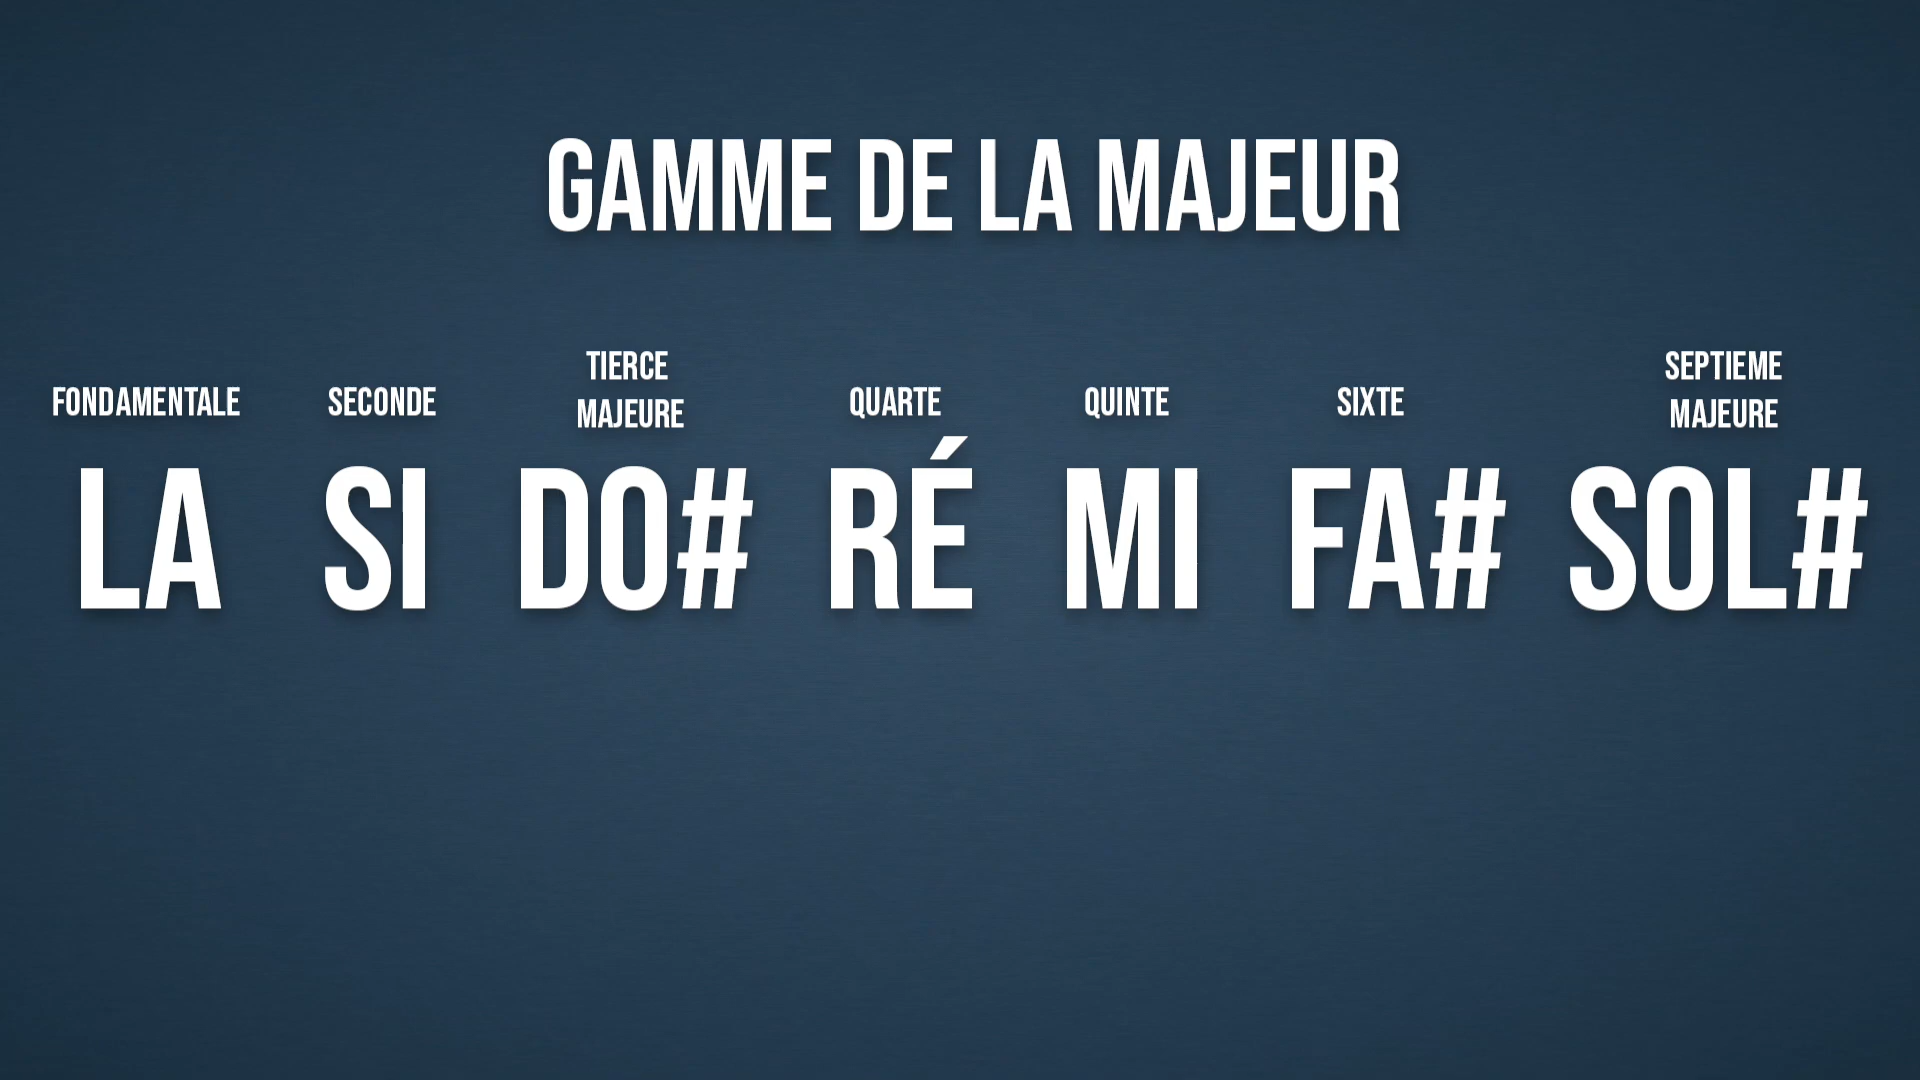 GAMME DE LA MAJEUR
FONDAMENTALE SECONDE TIERCE MAJEURE QUARTE QUINTE SIXTE SEPTIEME MAJEURE
LA SI DO# RÉ MI FA# SOL#